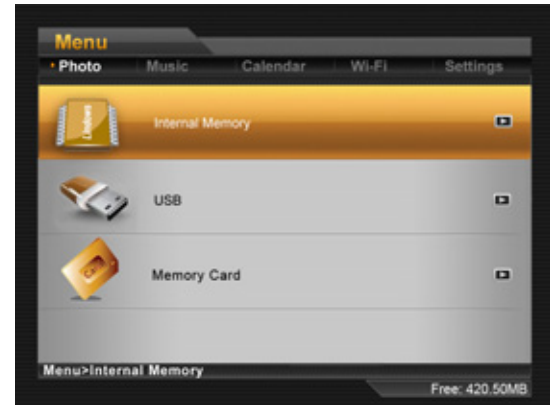 Menu
Photo Music Calendar Wi-Fi Settings
Internal Memory
USB
Memory Card
Menu>Internal Memory
Free: 420.50MB